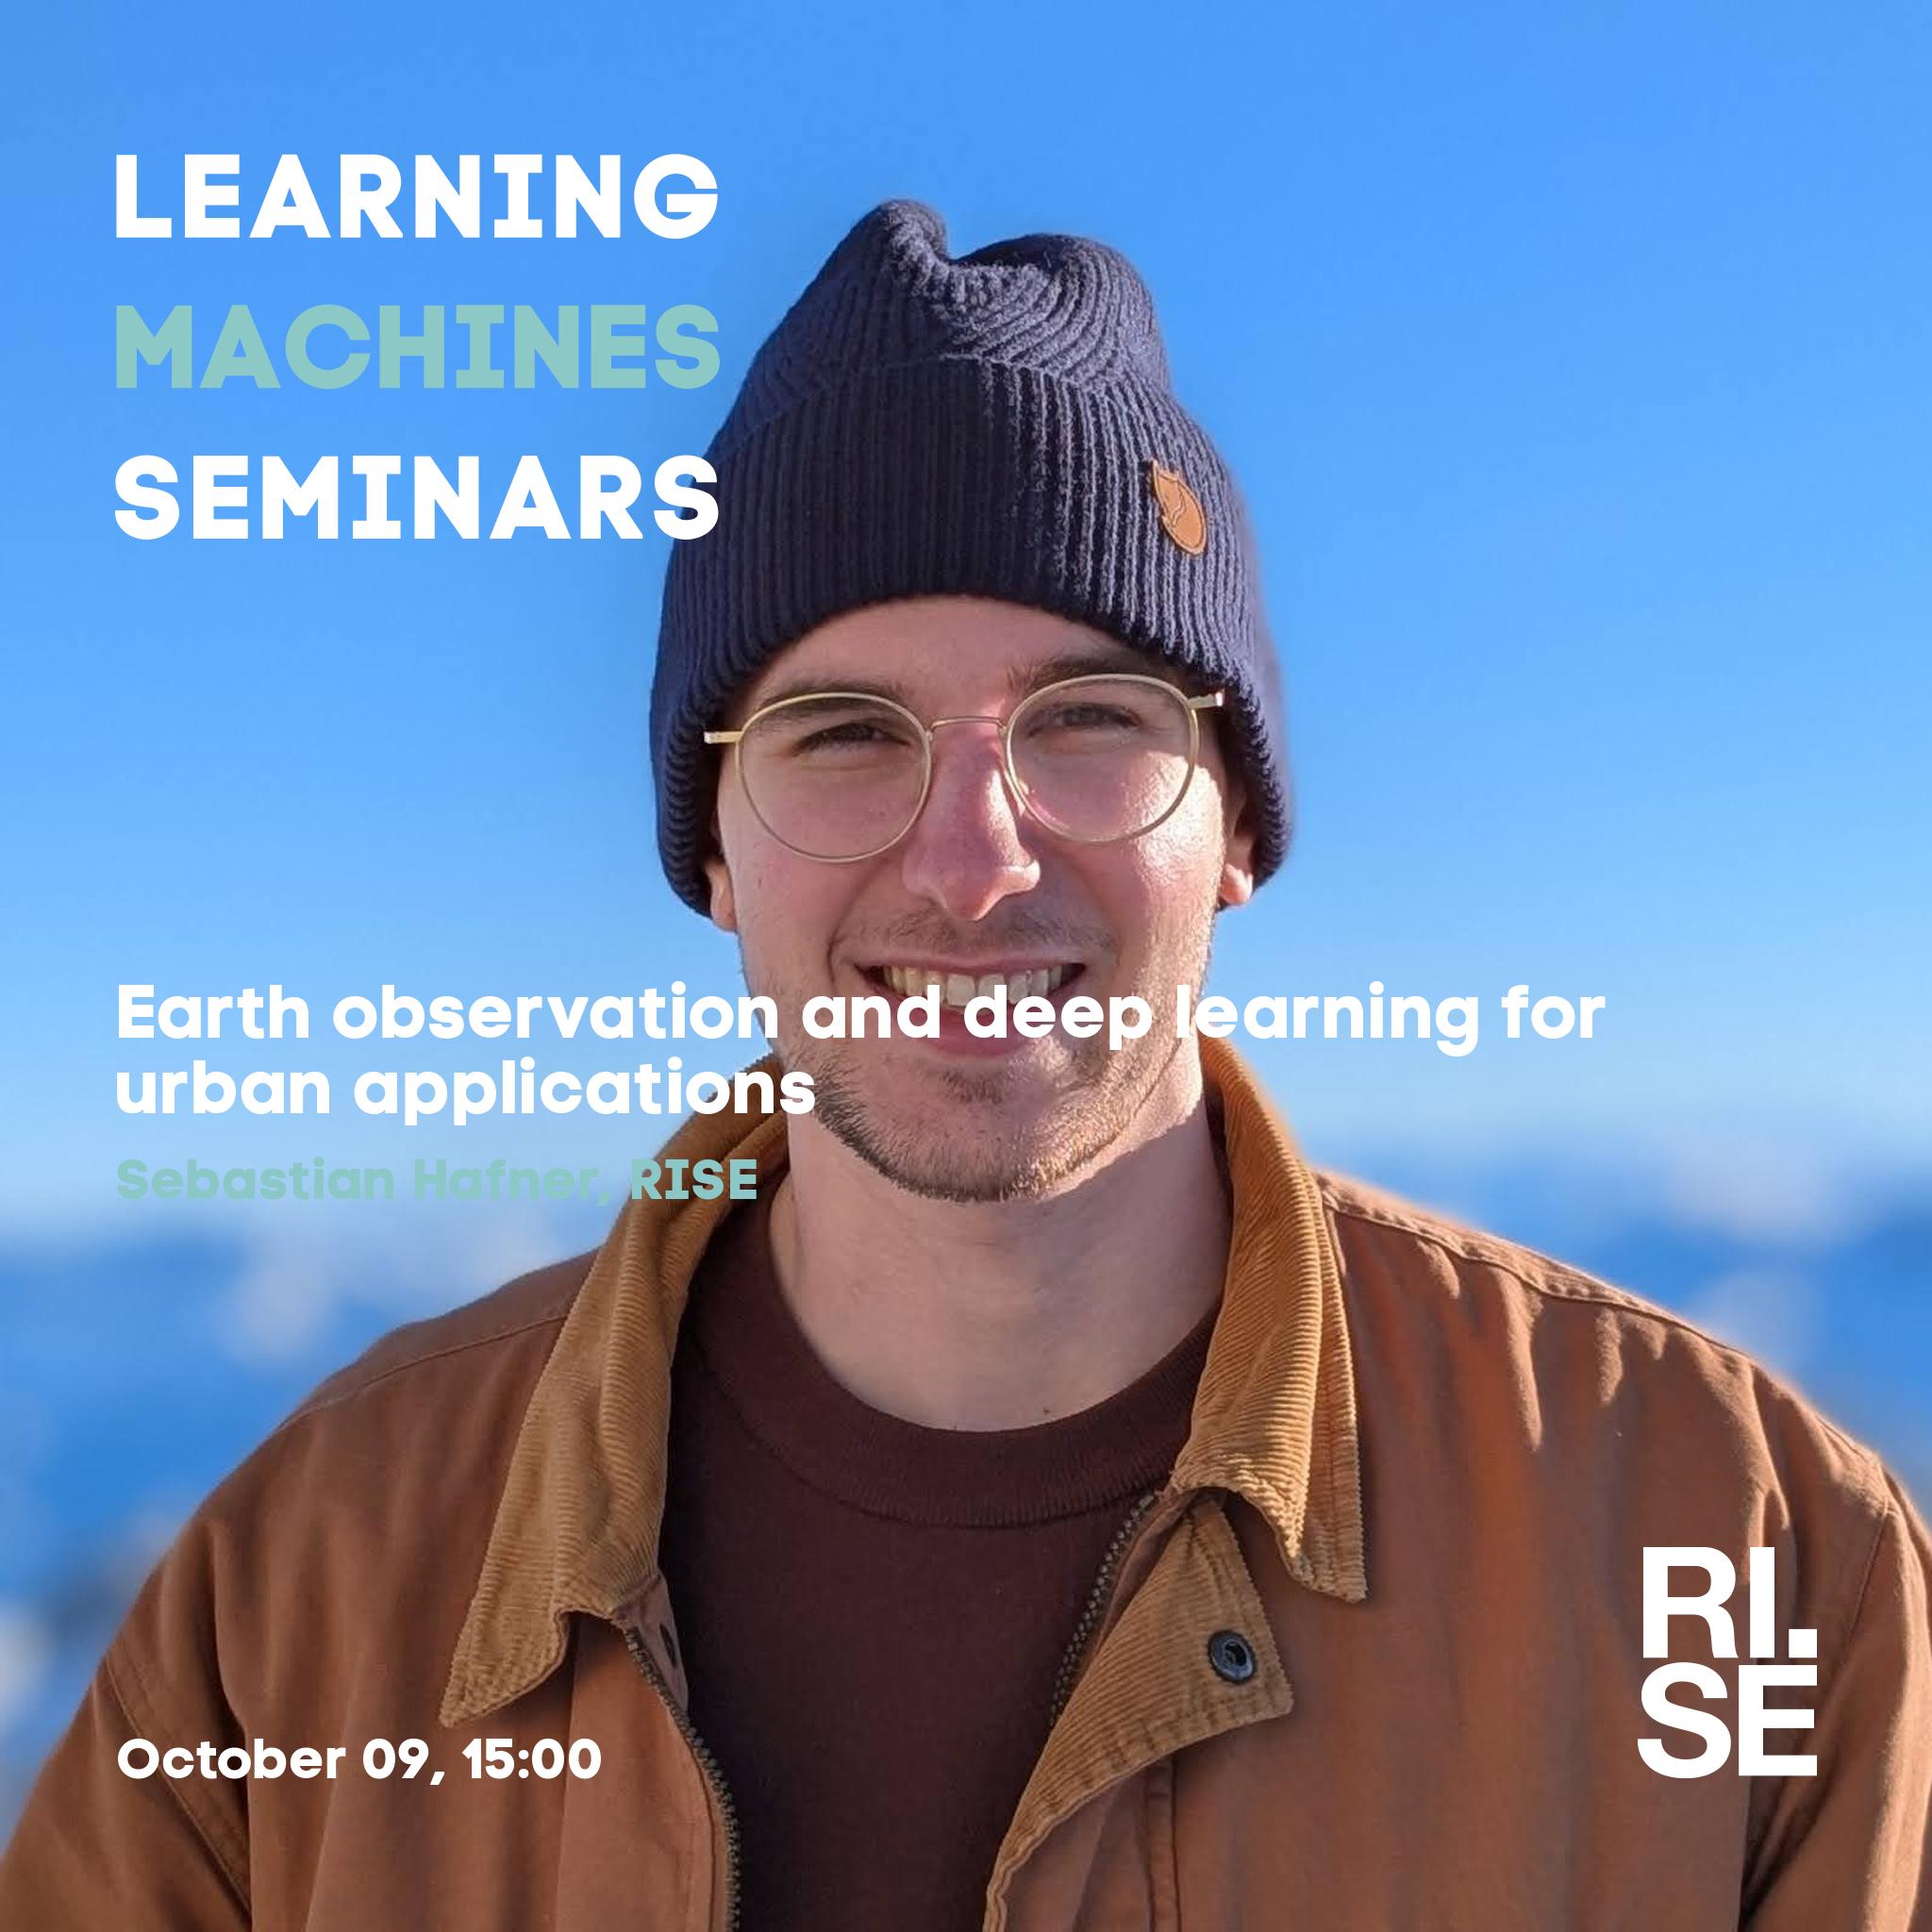 LEARNING
MACHINES
SEMINARS
Earth observation and deep learning for
urban applications
Sebastian Hafner, RISE
October 09, 15:00
RI.
SE